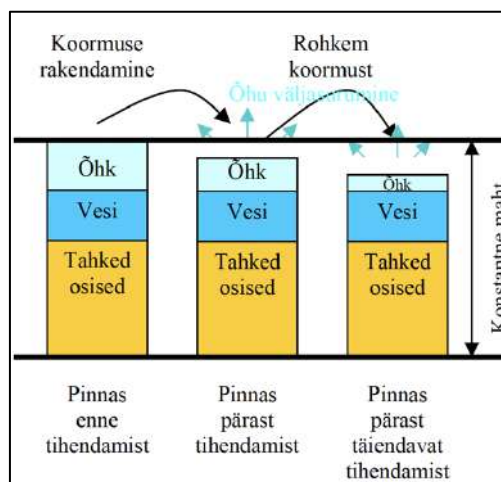 Koormuse
rakendamine
Rohkem
koormust
Õhu väljasurumine
Õhk
Vesi
Tahked
osised
Õhk
Vesi
Tahked
osised
Õhk
Vesi
Tahked
osised
Konstantne maht
Pinnas
enne
tihendamist
Pinnas
pärast
tihendamist
Pinnas
pärast
täiendavat
tihendamist